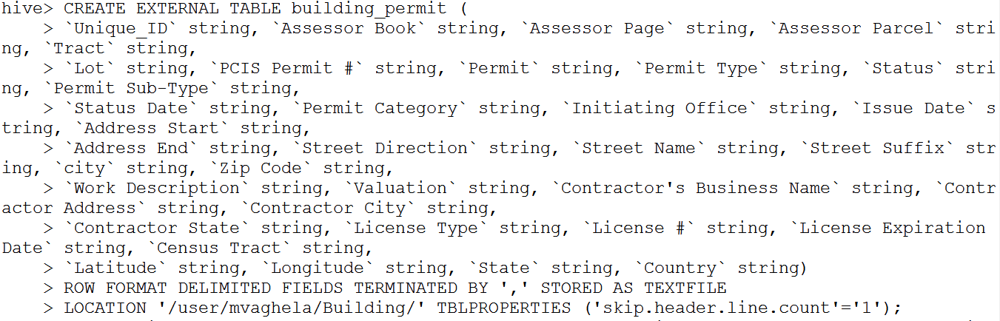 hive> CREATE EXTERNAL TABLE building_permit (
    > `Unique_ID` string, `Assessor Book` string, `Assessor Page` string, `Assessor Parcel` stri
ng, `Tract` string,
    > `Lot` string, `PCIS Permit #` string, `Permit` string, `Permit Type` string, `Status` stri
ng, `Permit Sub-Type` string,
    > `Status Date` string, `Permit Category` string, `Initiating Office` string, `Issue Date` s
tring, `Address Start` string,
    > `Address End` string, `Street Direction` string, `Street Name` string, `Street Suffix` str
ing, `city` string, `Zip Code` string,
    > `Work Description` string, `Valuation` string, `Contractor's Business Name` string, `Contr
actor Address` string, `Contractor City` string,
    > `Contractor State` string, `License Type` string, `License #` string, `License Expiration
Date` string, `Census Tract` string,
    > `Latitude` string, `Longitude` string, `State` string, `Country` string)
    > ROW FORMAT DELIMITED FIELDS TERMINATED BY ',' STORED AS TEXTFILE
    > LOCATION '/user/mvaghela/Building/' TBLPROPERTIES ('skip.header.line.count'='1');